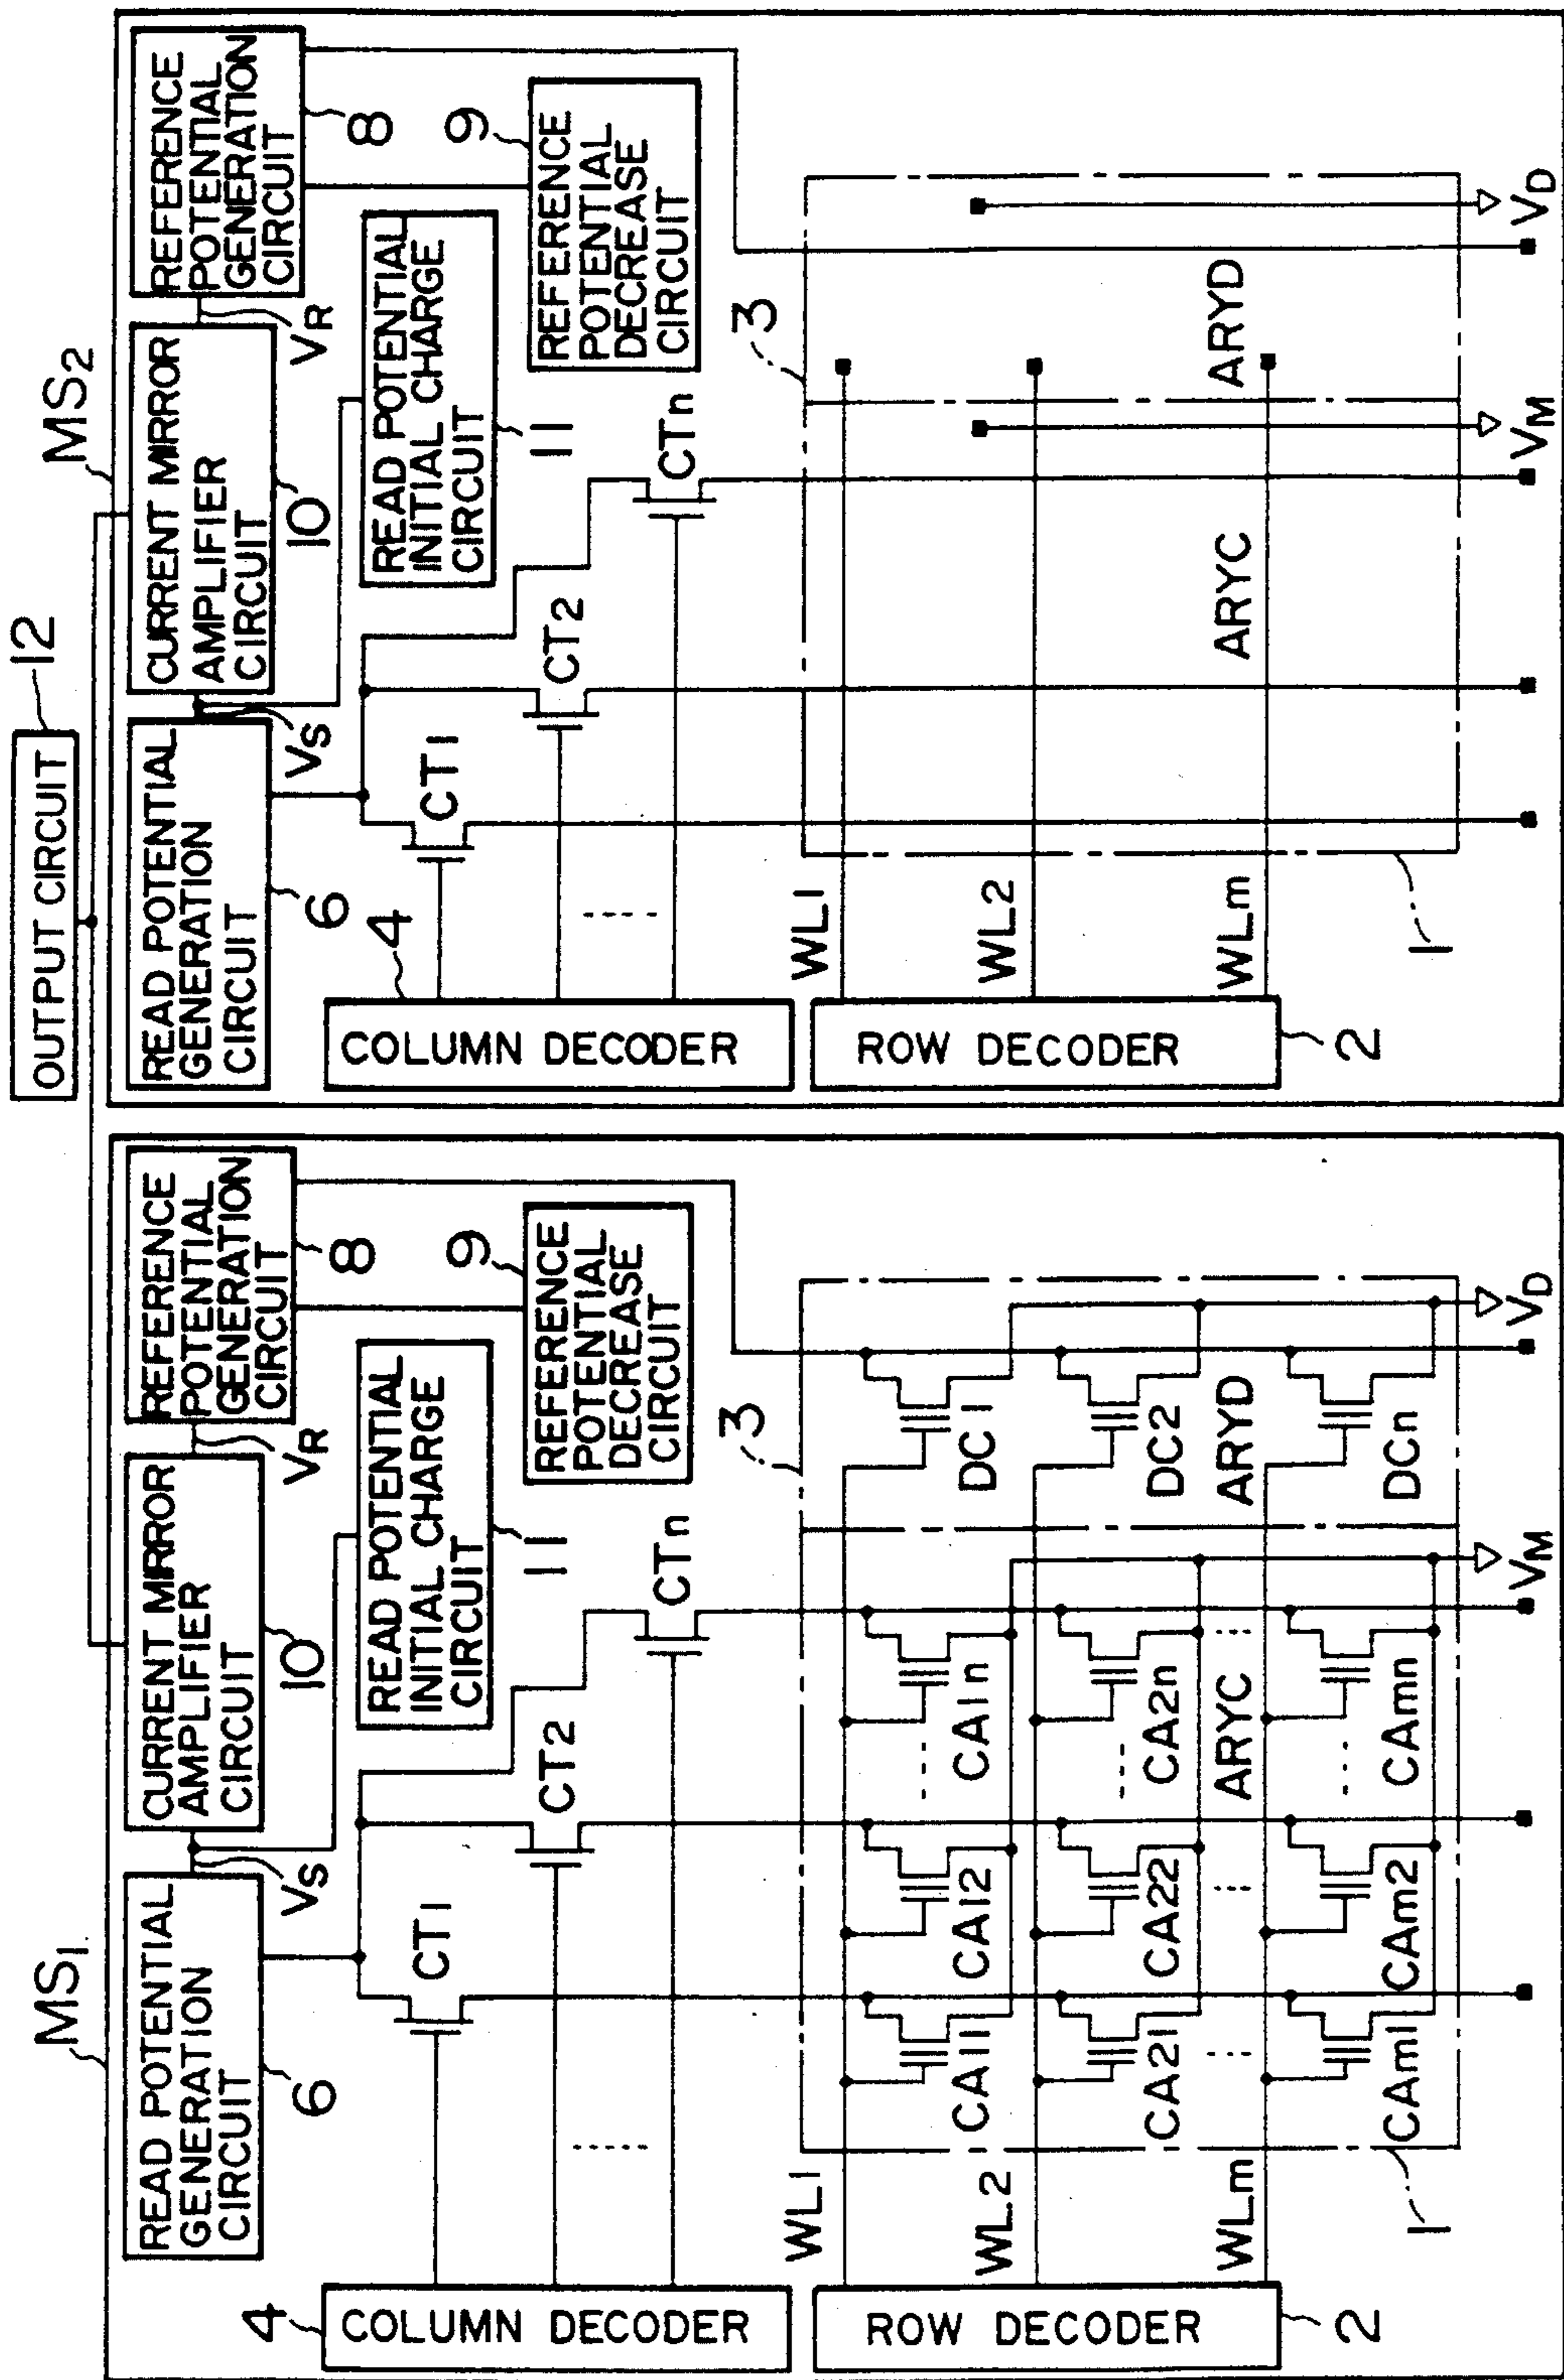 OUTPUT CIRCUIT
12
MS1
READ POTENTIAL
GENERATION
CIRCUIT
6
VS
CURRENT MIRROR
AMPLIFIER
CIRCUIT
10
VR
REFERENCE
POTENTIAL
GENERATION
CIRCUIT
8
READ POTENTIAL
INITIAL CHARGE
CIRCUIT
11
REFERENCE
POTENTIAL
DECREASE
CIRCUIT
9
4
COLUMN DECODER
CT1
CT2
CTn
ROW DECODER
2
WL1
WL2
WLm
CA11
CA12
CA1n
DC1
CA21
CA22
CA2n
DC2
ARYC
ARYD
CAm1
CAm2
CAmn
DCn
1
3
VM
VD
MS2
READ POTENTIAL
GENERATION
CIRCUIT
6
VS
CURRENT MIRROR
AMPLIFIER
CIRCUIT
10
VR
REFERENCE
POTENTIAL
GENERATION
CIRCUIT
8
READ POTENTIAL
INITIAL CHARGE
CIRCUIT
11
REFERENCE
POTENTIAL
DECREASE
CIRCUIT
9
4
COLUMN DECODER
CT1
CT2
CTn
ROW DECODER
2
WL1
WL2
WLm
ARYC
ARYD
1
3
VM
VD